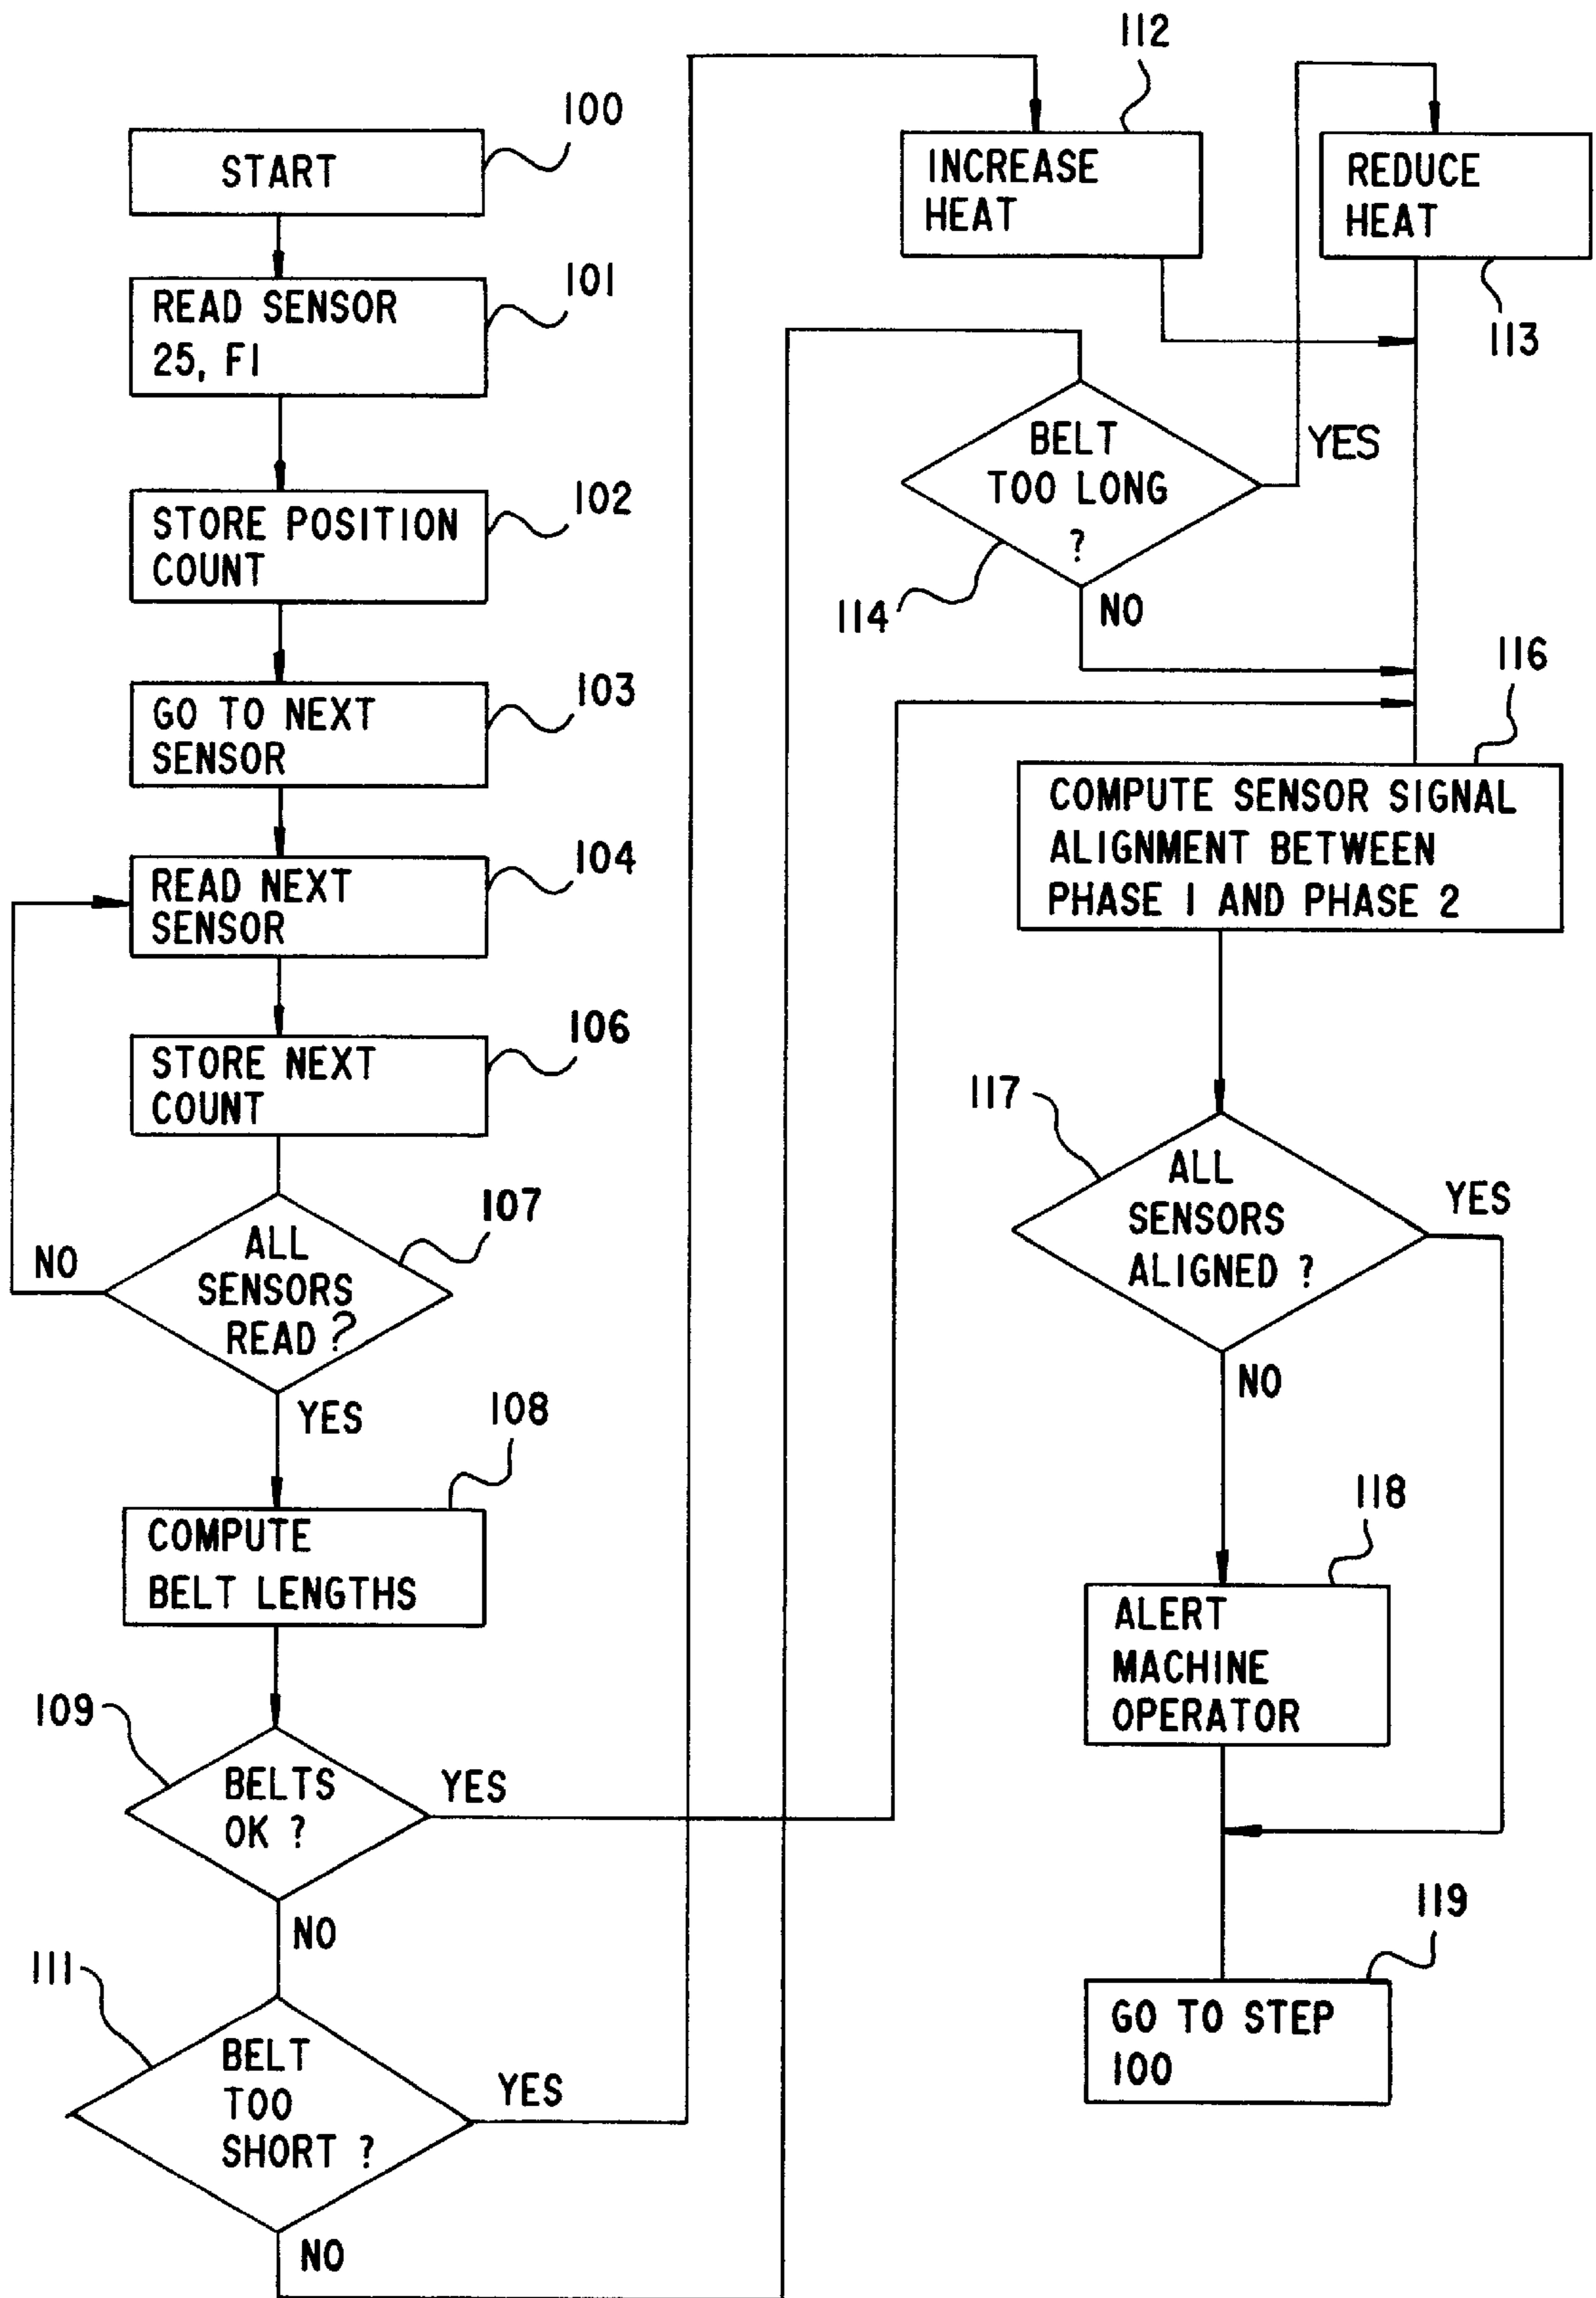 100
START
101
READ SENSOR
25, F1
102
STORE POSITION
COUNT
103
GO TO NEXT
SENSOR
104
READ NEXT
SENSOR
106
STORE NEXT
COUNT
107
ALL
SENSORS
READ?
NO
YES
108
COMPUTE
BELT LENGTHS
109
BELTS
OK ?
YES
NO
111
BELT
TOO
SHORT ?
YES
NO
112
INCREASE
HEAT
REDUCE
HEAT
113
BELT
TOO LONG
?
YES
114
NO
116
COMPUTE SENSOR SIGNAL
ALIGNMENT BETWEEN
PHASE 1 AND PHASE 2
117
ALL
SENSORS
ALIGNED ?
YES
NO
118
ALERT
MACHINE
OPERATOR
119
GO TO STEP
100